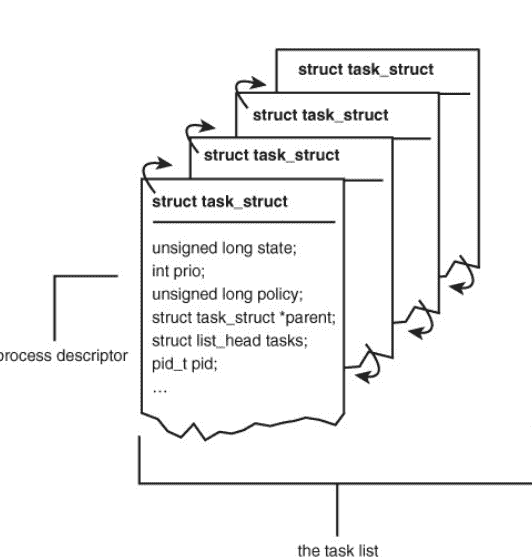 struct task_struct
struct task_struct
struct task_struct
struct task_struct
unsigned long state;
int prio;
unsigned long policy;
struct task_struct *parent;
struct list_head tasks;
pid_t pid;
...
process descriptor
the task list